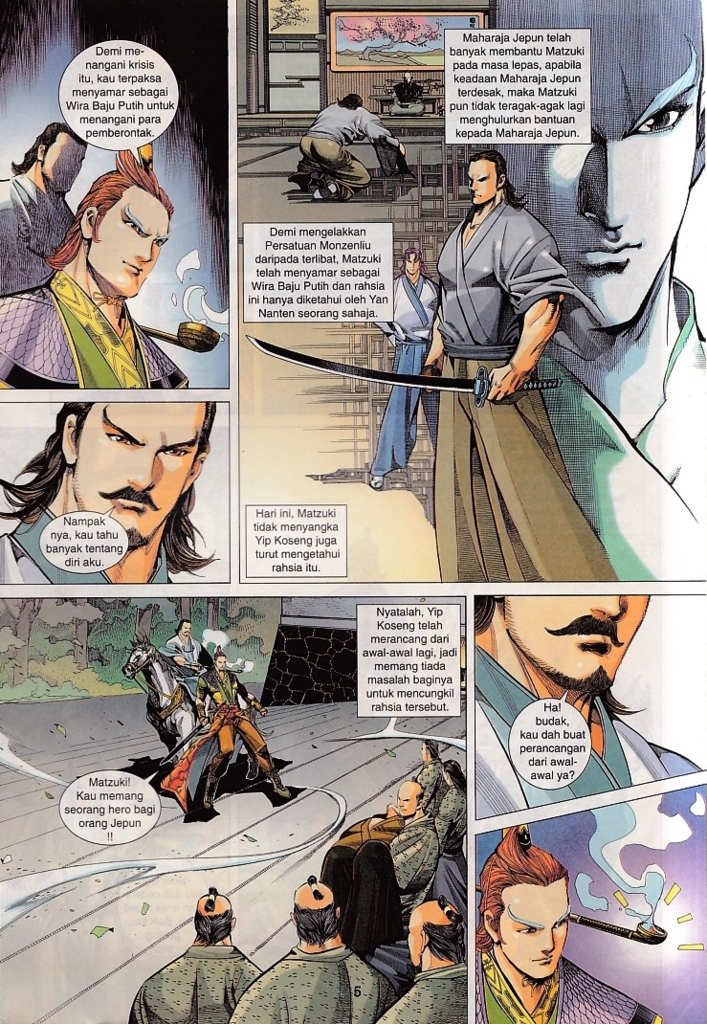 Demi me-
nangani krisis
itu, kau terpaksa
menyamar sebagai
Wira Baju Putih untuk
menangani para
pemberontak.
Maharaja Jepun telah
banyak membantu Matzuki
pada masa lepas, apabila
keadaan Maharaja Jepun
terdesak, maka Matzuki
pun tidak teragak-agak lagi
menghulurkan bantuan
kepada Maharaja Jepun.
Demi mengelakkan
Persatuan Monzenliu
daripada terlibat, Matzuki
telah menyamar sebagai
Wira Baju Putih dan rahsia
ini hanya diketahui oleh Yan
Nanten seorang sahaja.
Hari ini, Matzuki
tidak menyangka
Yip Koseng juga
turut mengetahui
rahsia itu.
Nampak
nya, kau tahu
banyak tentang
diri aku.
Nyatalah, Yip
Koseng telah
merancang dari
awal-awal lagi, jadi
memang tiada
masalah baginya
untuk mencungkil
rahsia tersebut.
Matzuki!
Kau memang
seorang hero bagi
orang Jepun
!!
Ha!
budak,
kau dah buat
perancangan
dari awal-
awal ya?
5